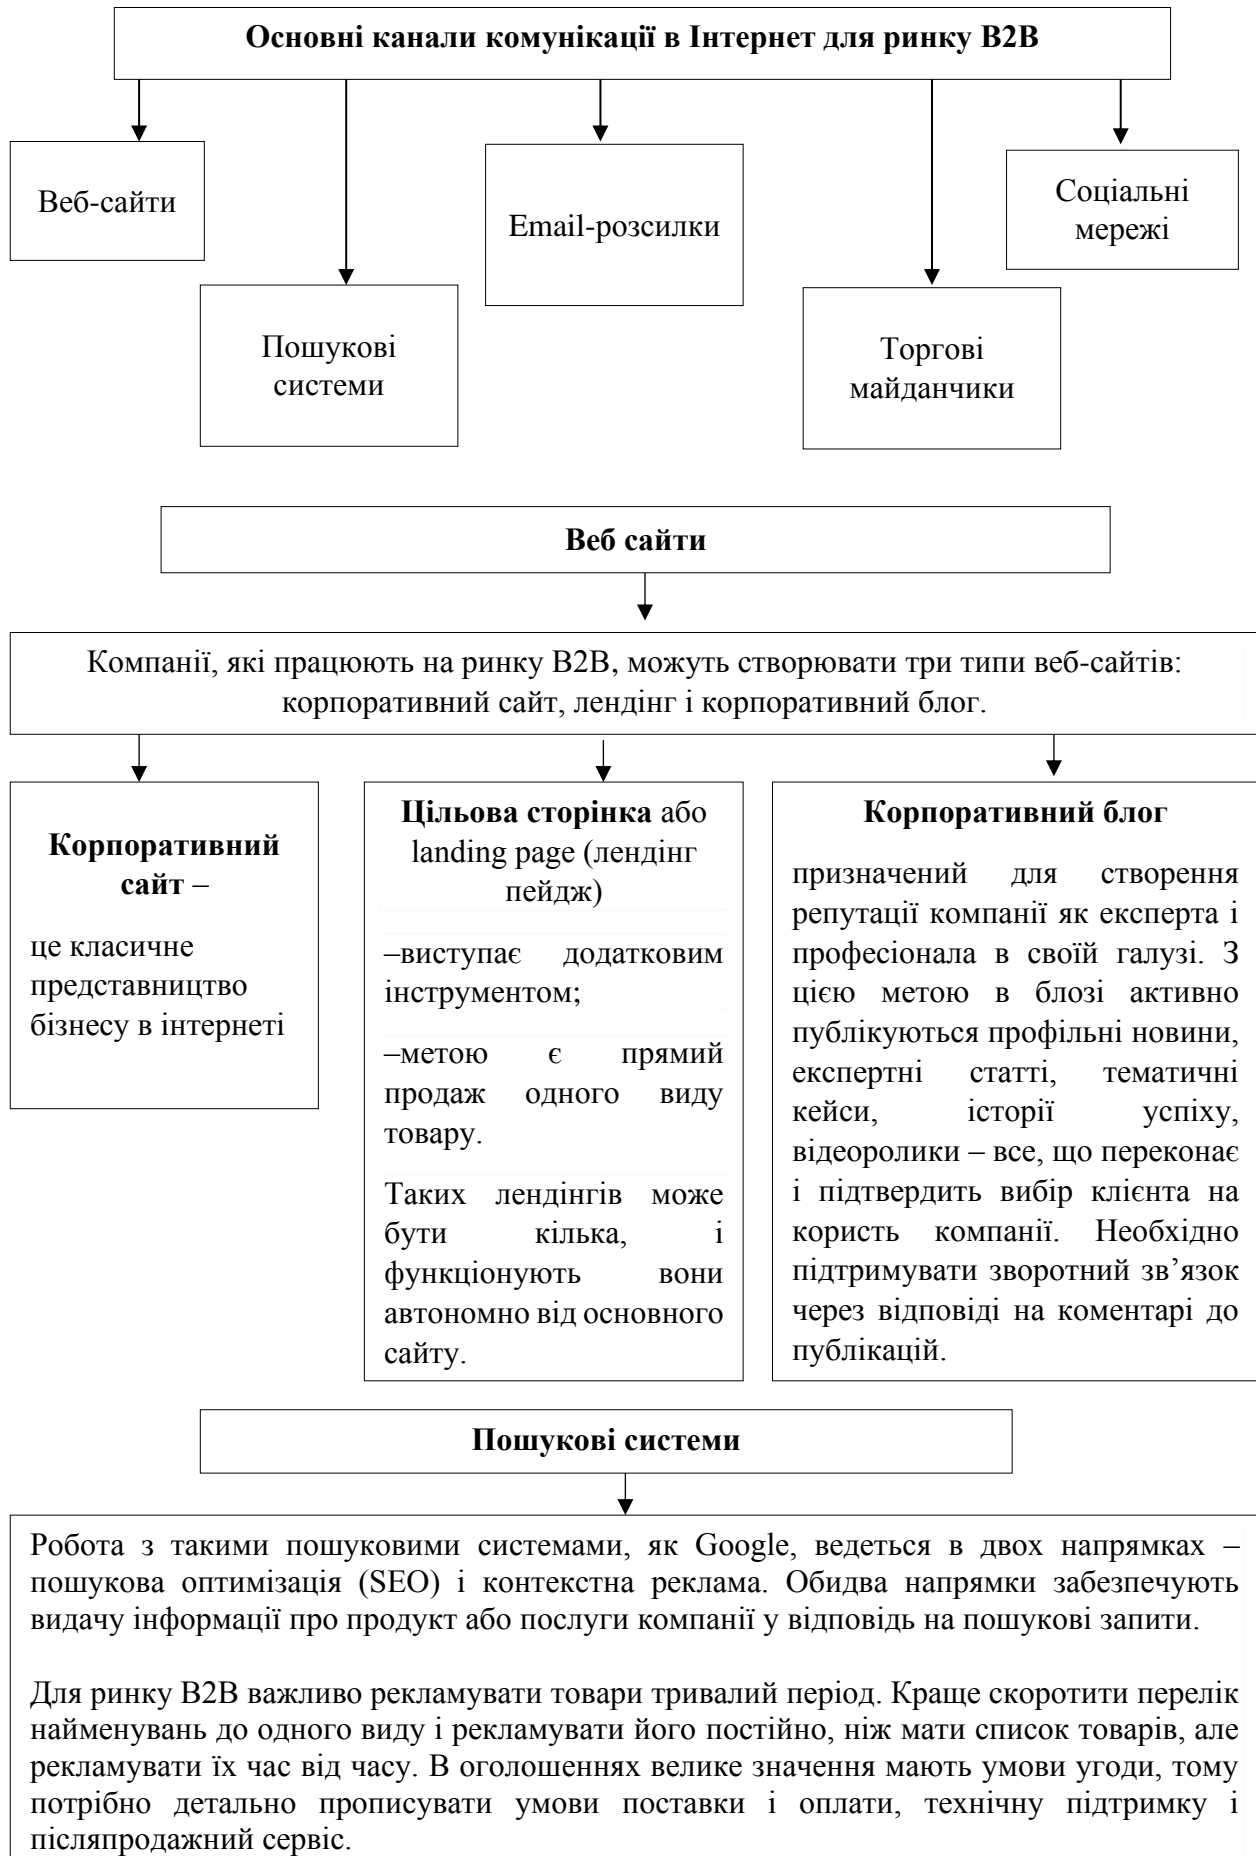 Основні канали комунікації в Інтернет для ринку B2B
Веб-сайти
Пошукові
системи
Email-розсилки
Торгові
майданчики
Соціальні
мережі
Веб сайти
Компанії, які працюють на ринку B2B, можуть створювати три типи веб-сайтів:
корпоративний сайт, лендінг і корпоративний блог.
Корпоративний
сайт –
це класичне
представництво
бізнесу в інтернеті
Цільова сторінка або
landing page (лендінг
пейдж)
–виступає додатковим
інструментом;
–метою є прямий
продаж одного виду
товару.
Таких лендінгів може
бути кілька, і
функціонують вони
автономно від основного
сайту.
Корпоративний блог
призначений для створення
репутації компанії як експерта і
професіонала в своїй галузі. З
цією метою в блозі активно
публікуються профільні новини,
експертні статті, тематичні
кейси, історії успіху,
відеоролики – все, що переконає
і підтвердить вибір клієнта на
користь компанії. Необхідно
підтримувати зворотний зв’язок
через відповіді на коментарі до
публікацій.
Пошукові системи
Робота з такими пошуковими системами, як Google, ведеться в двох напрямках –
пошукова оптимізація (SEO) і контекстна реклама. Обидва напрямки забезпечують
видачу інформації про продукт або послуги компанії у відповідь на пошукові запити.
Для ринку B2B важливо рекламувати товари тривалий період. Краще скоротити перелік
найменувань до одного виду і рекламувати його постійно, ніж мати список товарів, але
рекламувати їх час від часу. В оголошеннях велике значення мають умови угоди, тому
потрібно детально прописувати умови поставки і оплати, технічну підтримку і
післяпродажний сервіс.